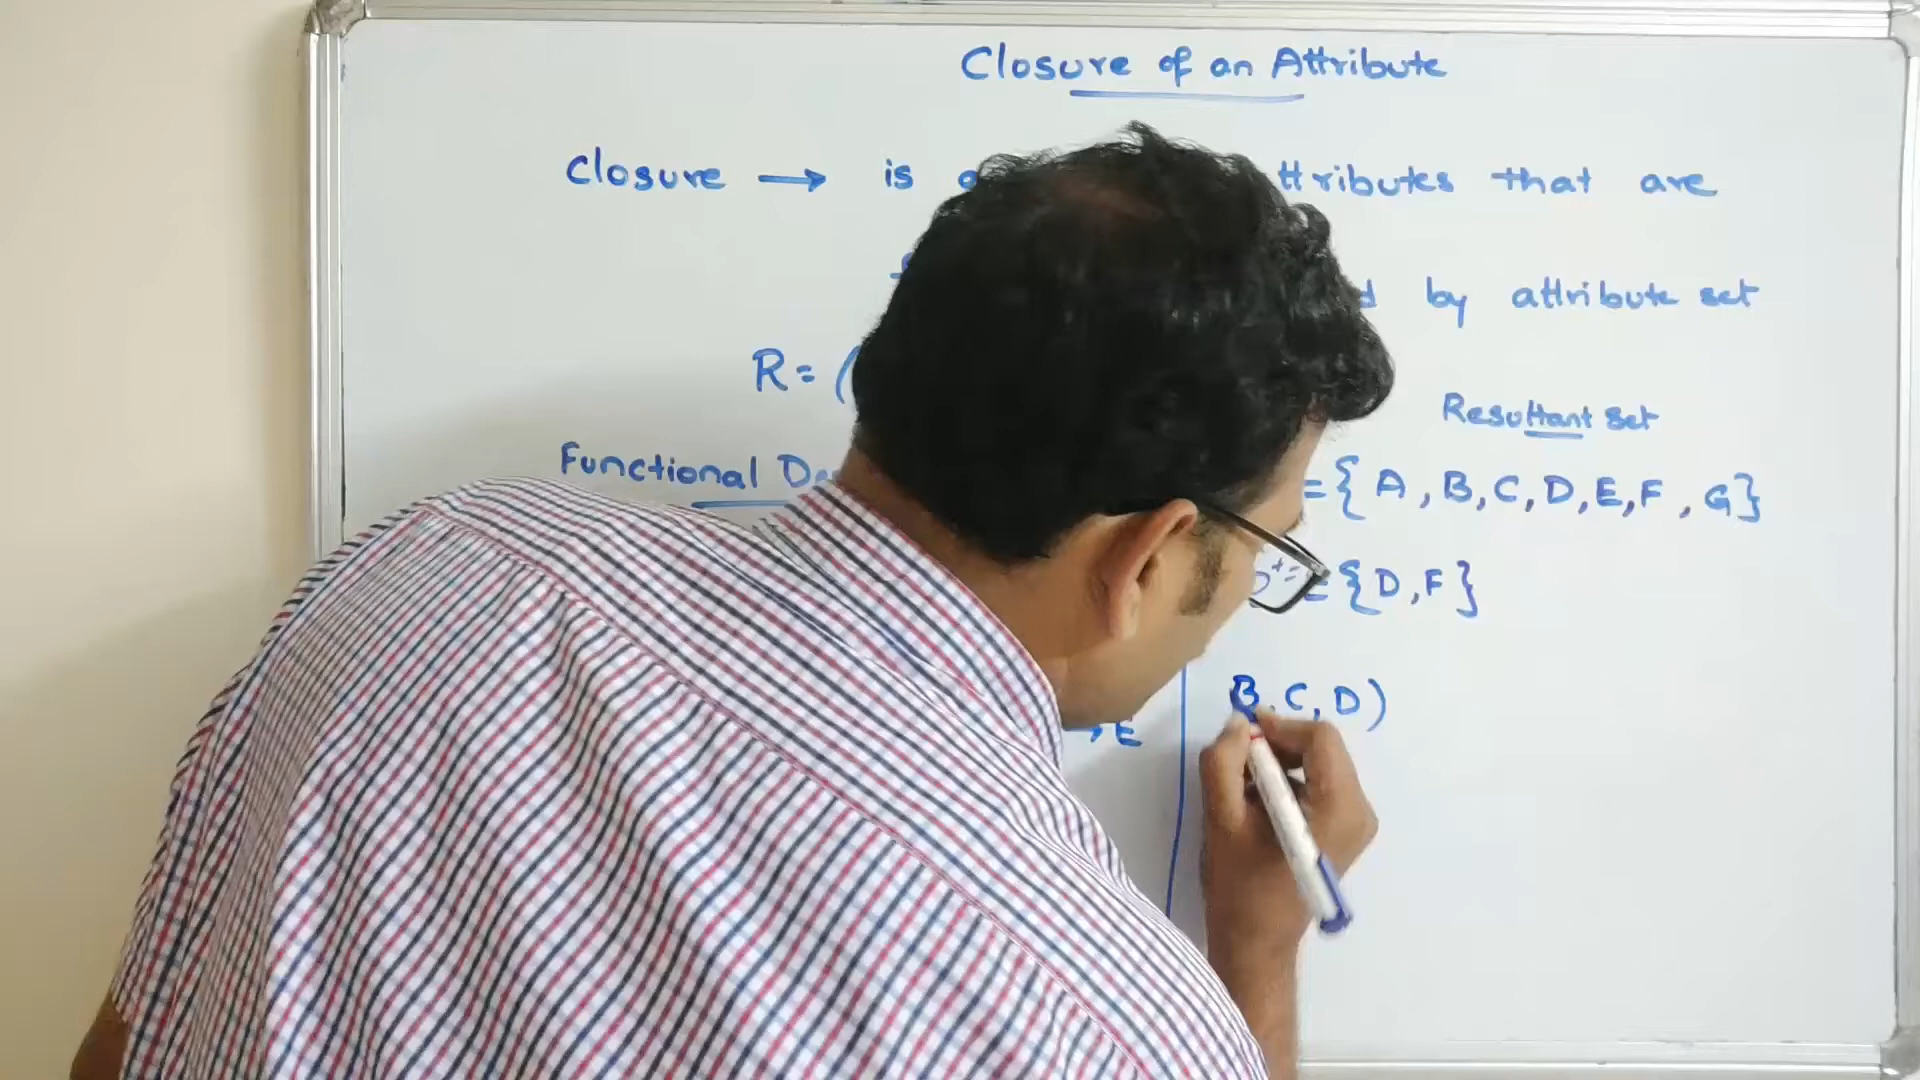 Closure of an Attribute
Closure → is ttributes that are
by attribute set
R= (
Resultant set
Functional
={ A , B, C, D, E, F , G}
{ D, F }
B, C, D)
→ E